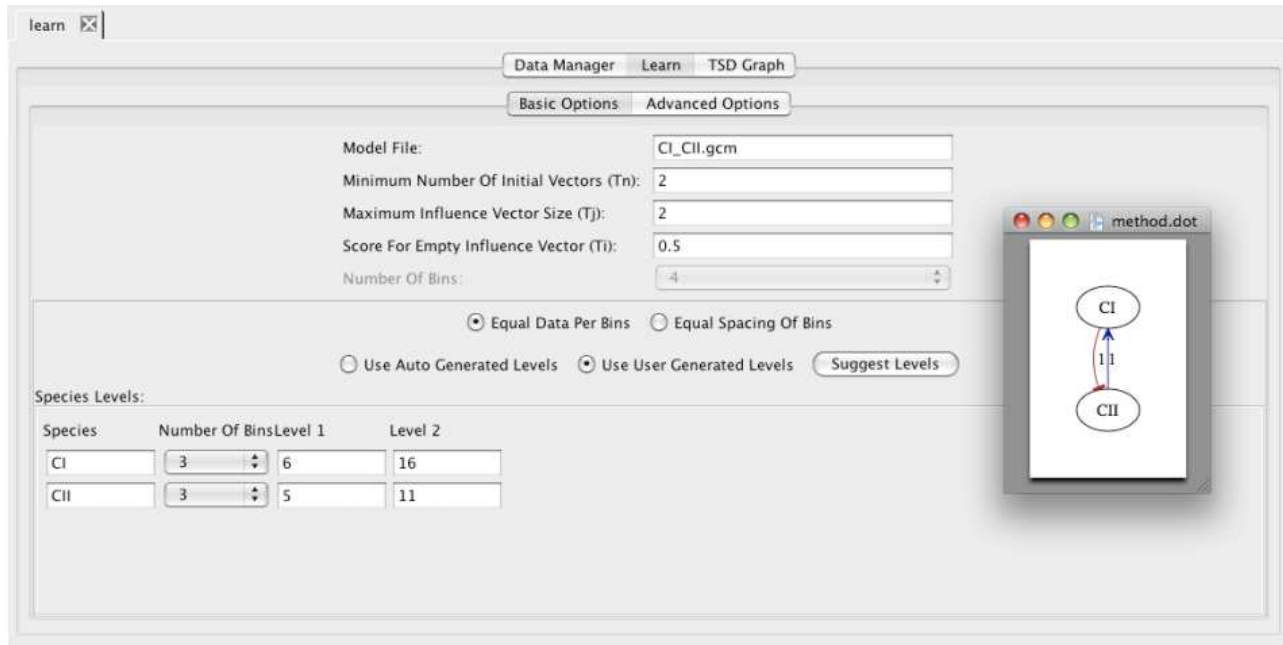 learn
Data Manager Learn TSD Graph
Basic Options Advanced Options
Model File: CI_CII.gcm
Minimum Number Of Initial Vectors (Tn): 2
Maximum Influence Vector Size (Tj): 2
Score For Empty Influence Vector (Ti): 0.5
Number Of Bins: 4
Equal Data Per Bins Equal Spacing Of Bins
Use Auto Generated Levels Use User Generated Levels Suggest Levels
Species Levels:
Species Number Of Bins Level 1 Level 2
CI 3 6 16
CII 3 5 11
method.dot
CI
1 1
CII